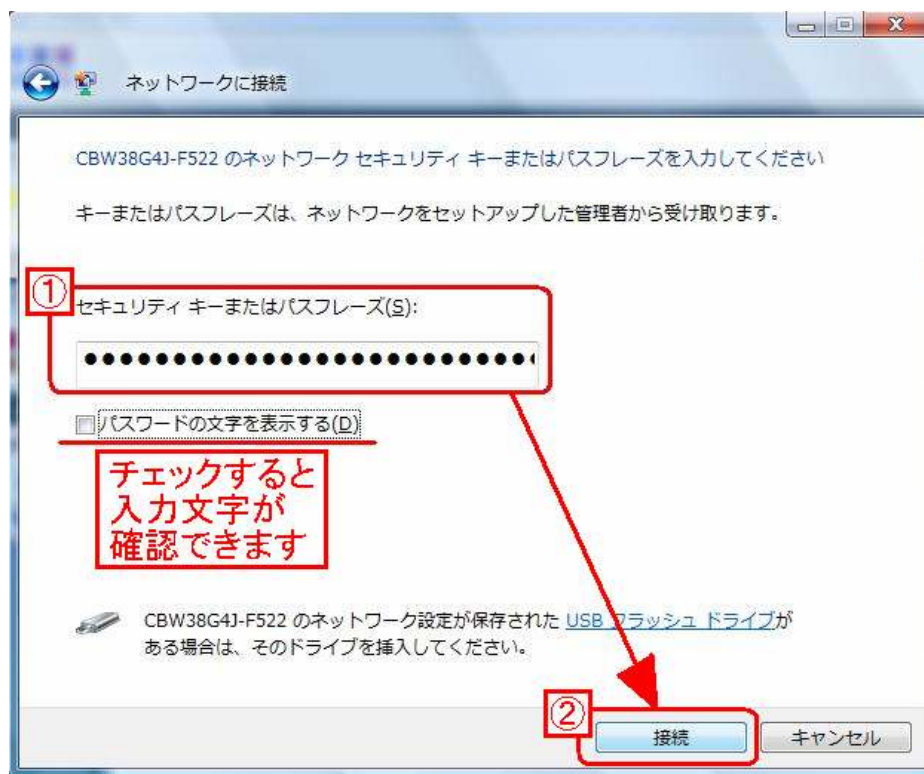 ネットワークに接続
CBW38G4J-F522 のネットワーク セキュリティ キーまたはパスフレーズを入力してください
キーまたはパスフレーズは、ネットワークをセットアップした管理者から受け取ります。
①
セキュリティ キーまたはパスフレーズ(S):
●●●●●●●●●●●●●●●●●●●●●●●●●
パスワードの文字を表示する(D)
チェックすると
入力文字が
確認できます
CBW38G4J-F522 のネットワーク設定が保存された USB フラッシュ ドライブが
ある場合は、そのドライブを挿入してください。
②
接続 キャンセル